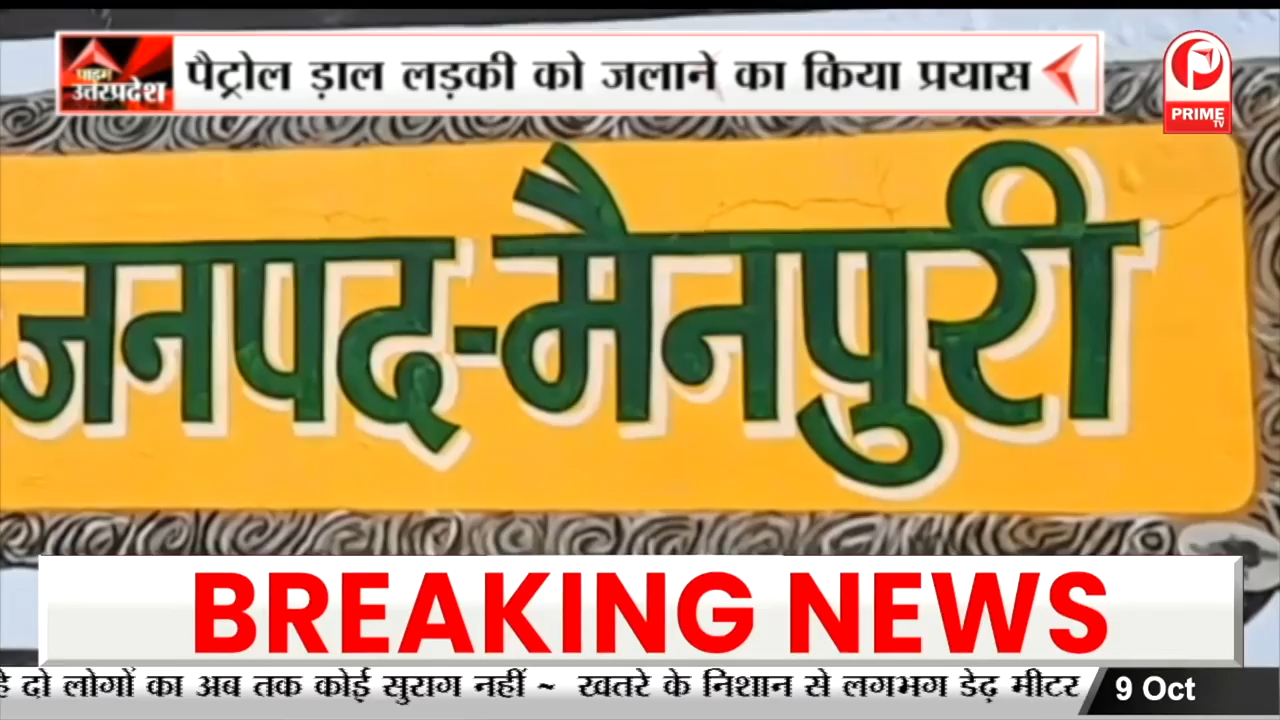 प्राइम
उत्तरप्रदेश
पैट्रोल ड़ाल लड़की को जलाने का किया प्रयास
PRIME
TV
जनपद-मैनपुरी
BREAKING NEWS
है दो लोगों का अब तक कोई सुराग नहीं ~ खतरे के निशान से लगभग डेढ़ मीटर
9 Oct